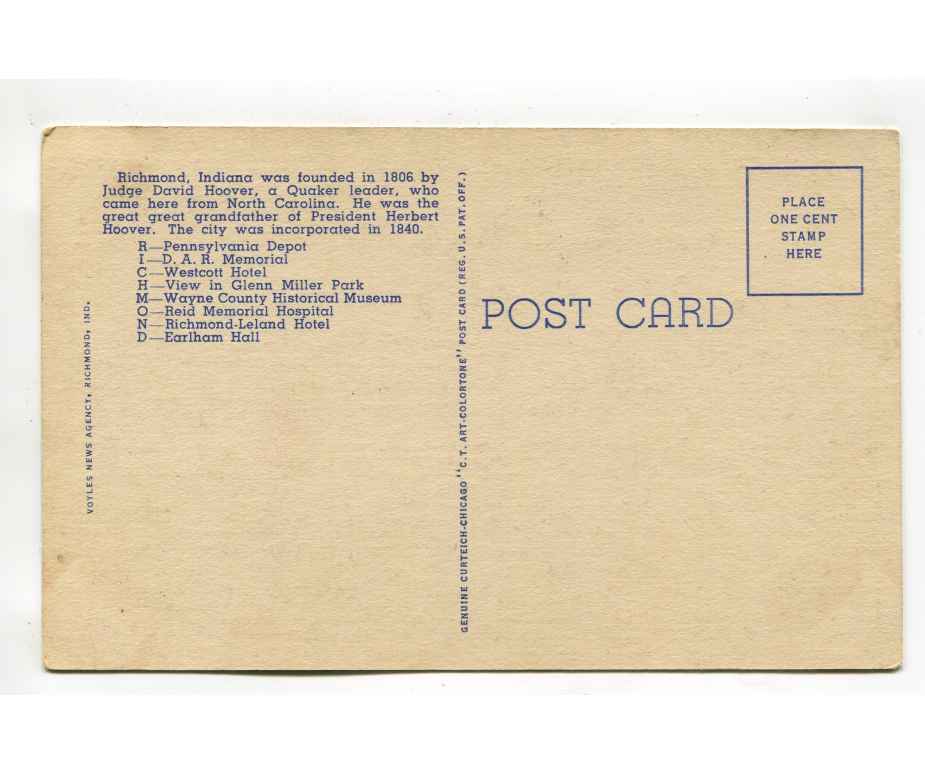 Richmond, Indiana was founded in 1806 by
Judge David Hoover, a Quaker leader, who
came here from North Carolina. He was the
great great grandfather of President Herbert
Hoover. The city was incorporated in 1840.
R—Pennsylvania Depot
I—D. A. R. Memorial
C—Westcott Hotel
H—View in Glenn Miller Park
M—Wayne County Historical Museum
O—Reid Memorial Hospital
N—Richmond-Leland Hotel
D—Earlham Hall
VOYLES NEWS AGENCY, RICHMOND, IND.
GENUINE CURTEICH-CHICAGO "C.T. ART-COLORTONE" POST CARD (REG. U.S. PAT. OFF.)
POST CARD
PLACE
ONE CENT
STAMP
HERE